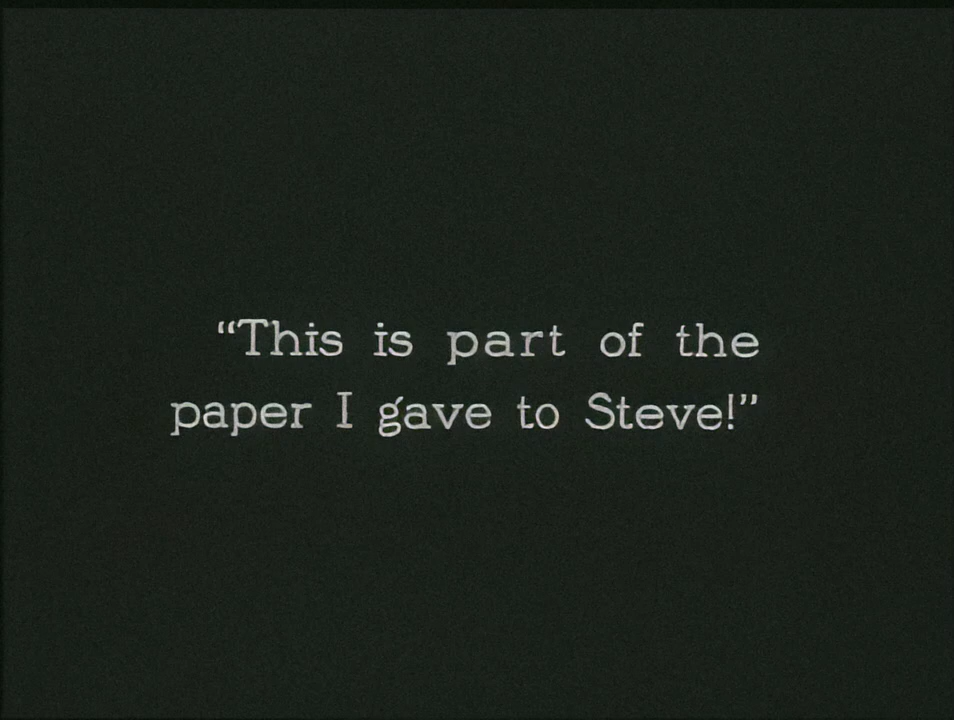 “This is part of the
paper I gave to Steve!”